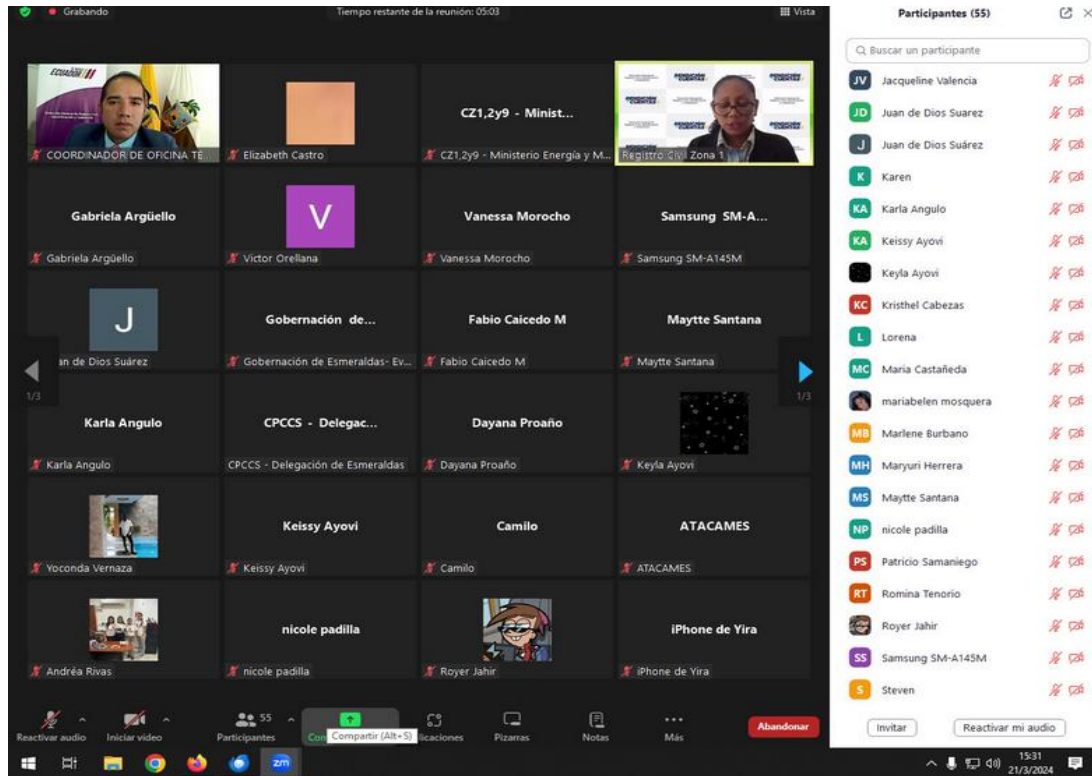 Grabando
Tiempo restante de la reunión: 05:03
Vista
ECUADOR
COORDINADOR DE OFICINA TÉ...
Elizabeth Castro
CZ1,2y9 - Minist...
CZ1,2y9 - Ministerio Energía y M...
RENDICIÓN CUENTAS
Registro Civil Zona 1
Gabriela Argüello
Gabriela Argüello
V
Victor Orellana
Vanessa Morocho
Vanessa Morocho
Samsung SM-A...
Samsung SM-A145M
J
an de Dios Suárez
Gobernación de...
Gobernación de Esmeraldas- Ev...
Fabio Caicedo M
Fabio Caicedo M
Maytte Santana
Maytte Santana
1/3
1/3
Karla Angulo
Karla Angulo
CPCCS - Delegac...
CPCCS - Delegación de Esmeraldas
Dayana Proaño
Dayana Proaño
Keyla Ayovi
Yoconda Vernaza
Keissy Ayovi
Keissy Ayovi
Camilo
Camilo
ATACAMES
ATACAMES
Andréa Rivas
nicole padilla
nicole padilla
Royer Jahir
iPhone de Yira
iPhone de Yira
Reactivar audio
Iniciar video
55
Participantes
Com
Compartir (Alt+S)
licaciones
Pizarras
Notas
Más
Abandonar
Participantes (55)
Buscar un participante
JV Jacqueline Valencia
JD Juan de Dios Suarez
J Juan de Dios Suárez
K Karen
KA Karla Angulo
KA Keissy Ayovi
Keyla Ayovi
KC Kristhel Cabezas
L Lorena
MC Maria Castañeda
mariabelen mosquera
MB Marlene Burbano
MH Maryuri Herrera
MS Maytte Santana
NP nicole padilla
PS Patricio Samaniego
RT Romina Tenorio
Royer Jahir
SS Samsung SM-A145M
S Steven
Invitar
Reactivar mi audio
zm
15:31
21/3/2024